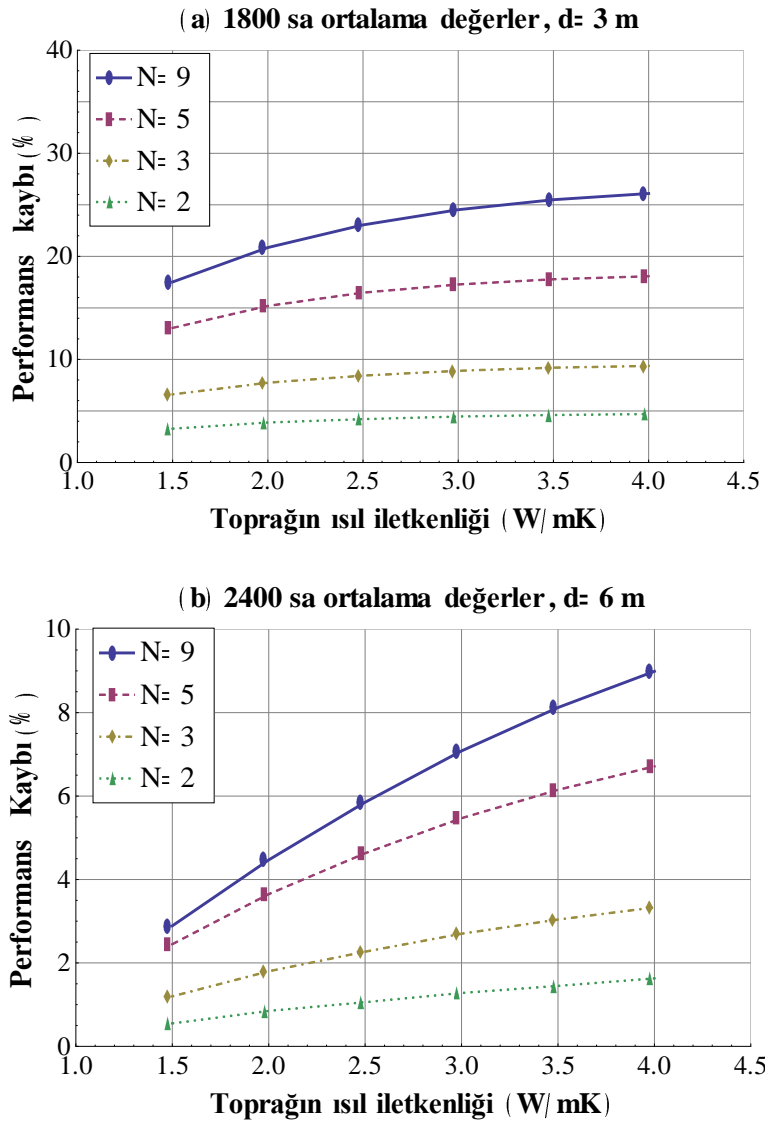 (a) 1800 sa ortalama değerler, d= 3 m
40
30
20
10
0
Performans kaybı(%)
N= 9
N= 5
N= 3
N= 2
1.0 1.5 2.0 2.5 3.0 3.5 4.0 4.5
Toprağın ısıl iletkenliği (W/mK)
(b) 2400 sa ortalama değerler, d= 6 m
10
8
6
4
2
0
Performans Kaybı(%)
N= 9
N= 5
N= 3
N= 2
1.0 1.5 2.0 2.5 3.0 3.5 4.0 4.5
Toprağın ısıl iletkenliği (W/mK)